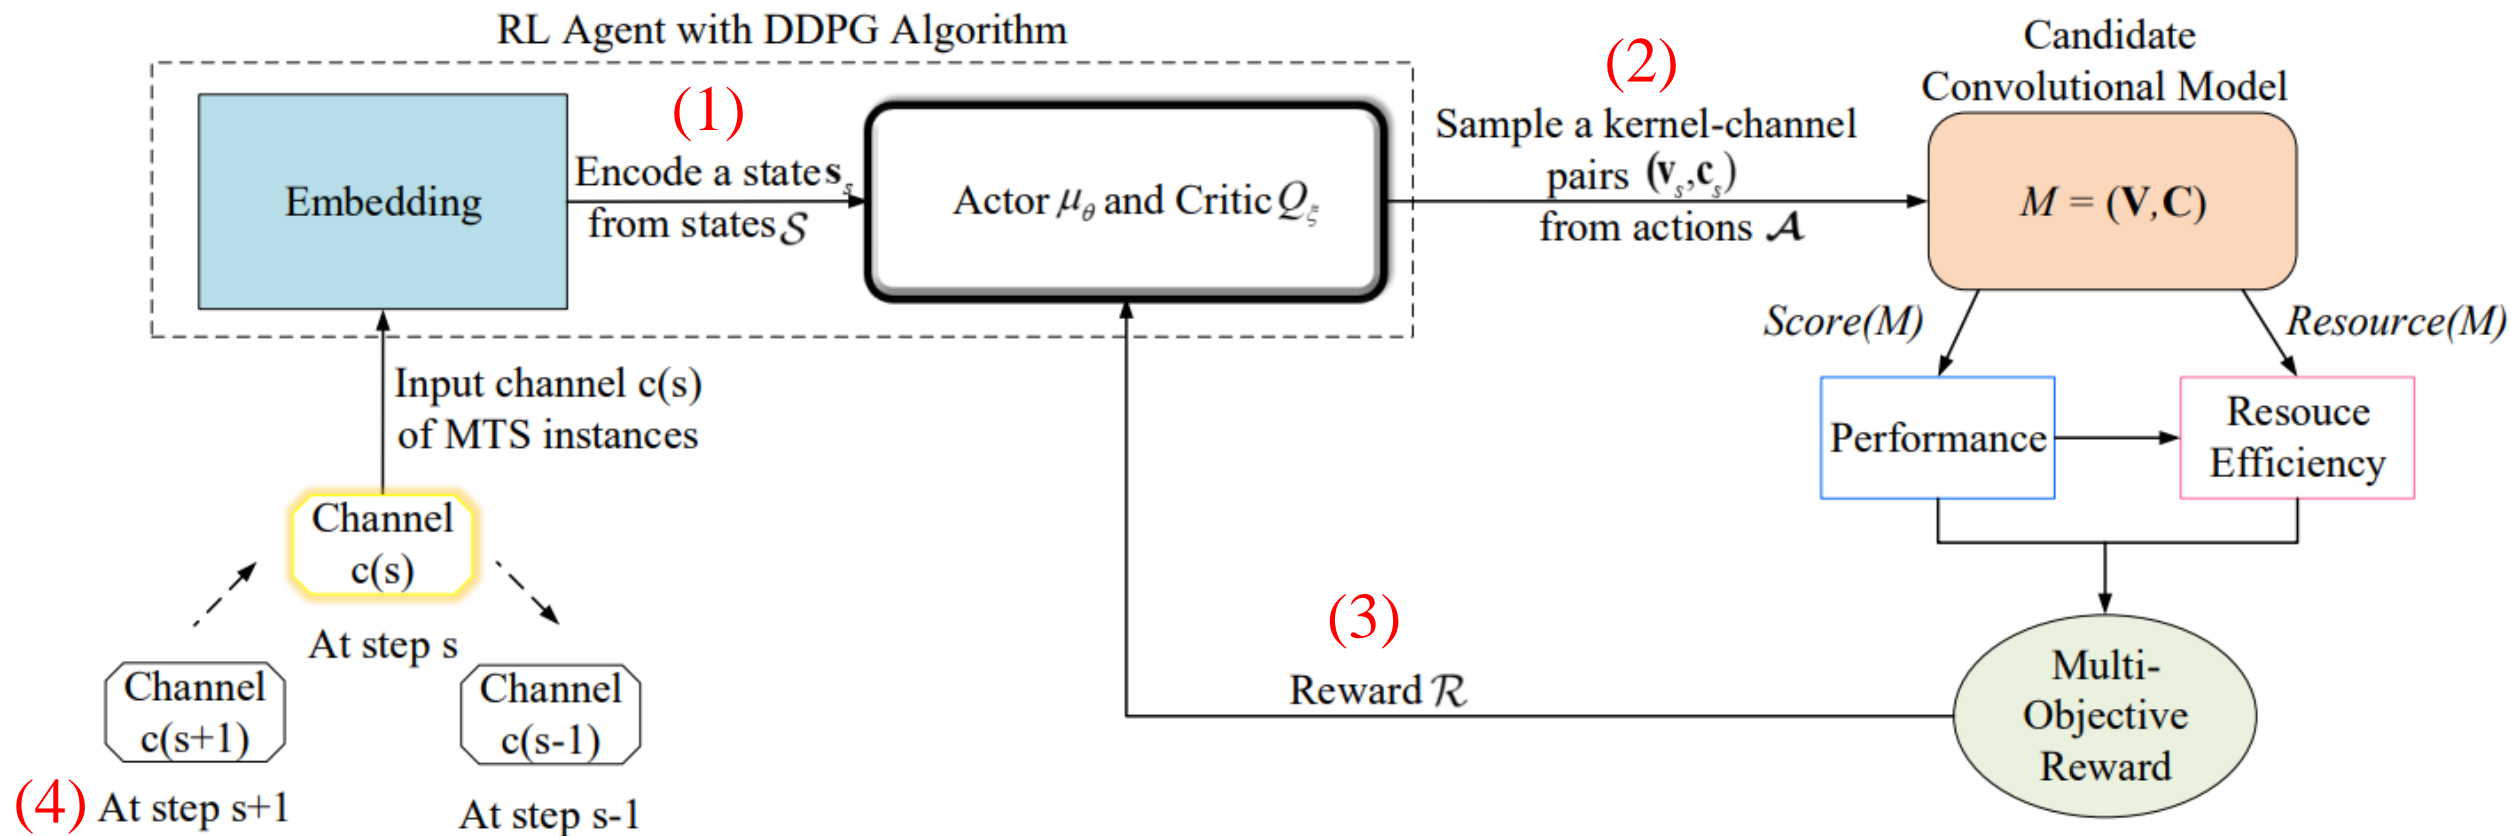 RL Agent with DDPG Algorithm
(1)
Embedding
Encode a state s_s
from states 𝒮
Actor μ_θ and Critic Q_ξ
(2)
Sample a kernel-channel
pairs (v_s,c_s)
from actions 𝒜
Candidate
Convolutional Model
M = (V,C)
Score(M)
Resource(M)
Performance
Resouce
Efficiency
Multi-
Objective
Reward
(3)
Reward ℛ
Input channel c(s)
of MTS instances
Channel
c(s)
At step s
Channel
c(s+1)
(4) At step s+1
Channel
c(s-1)
At step s-1